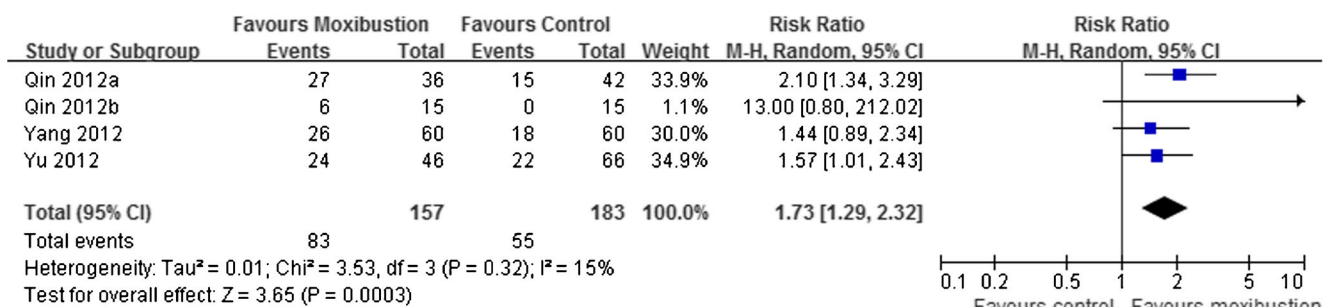 Favours Moxibustion Favours Control Risk Ratio Risk Ratio
Study or Subgroup Events Total Events Total Weight M-H, Random, 95% CI M-H, Random, 95% CI
Qin 2012a 27 36 15 42 33.9% 2.10 [1.34, 3.29]
Qin 2012b 6 15 0 15 1.1% 13.00 [0.80, 212.02]
Yang 2012 26 60 18 60 30.0% 1.44 [0.89, 2.34]
Yu 2012 24 46 22 66 34.9% 1.57 [1.01, 2.43]
Total (95% CI) 157 183 100.0% 1.73 [1.29, 2.32]
Total events 83 55
Heterogeneity: Tau² = 0.01; Chi² = 3.53, df = 3 (P = 0.32); I² = 15%
0.1 0.2 0.5 1 2 5 10
Test for overall effect: Z = 3.65 (P = 0.0003)
Favours control Favours moxibustion